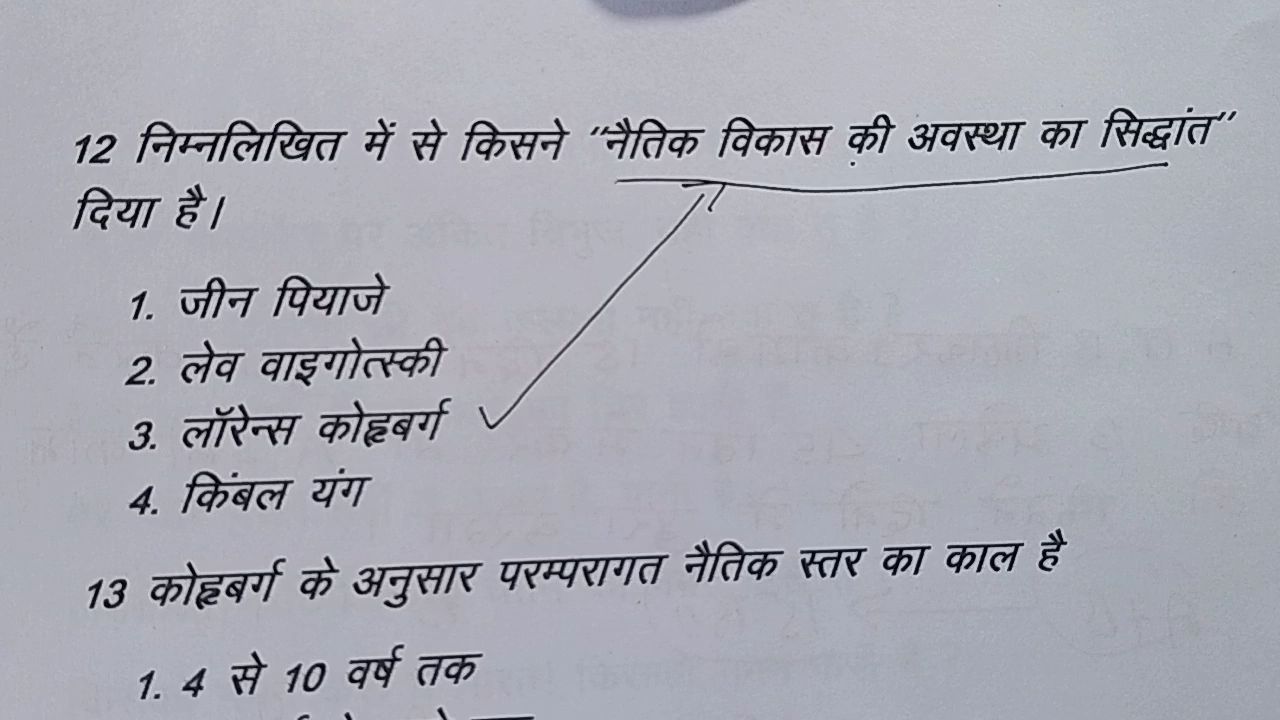 12 निम्नलिखित में से किसने "नैतिक विकास की अवस्था का सिद्धांत"
दिया है।
1. जीन पियाजे
2. लेव वाइगोत्स्की
3. लॉरेन्स कोह्लबर्ग
4. किंबल यंग
13 कोह्लबर्ग के अनुसार परम्परागत नैतिक स्तर का काल है
1. 4 से 10 वर्ष तक